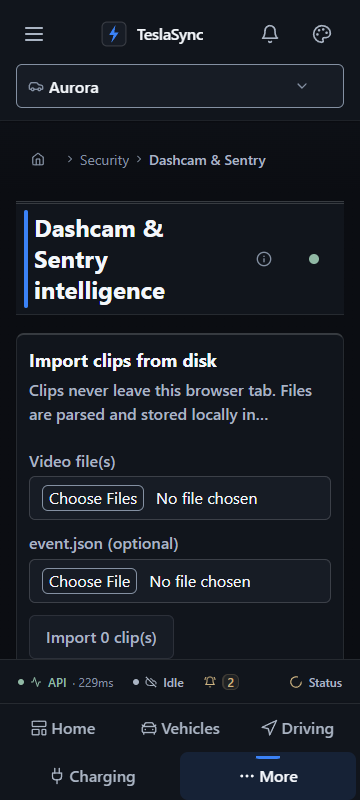 TeslaSync
Aurora
Security
Dashcam & Sentry
Dashcam &
Sentry
intelligence
Import clips from disk
Clips never leave this browser tab. Files
are parsed and stored locally in...
Video file(s)
Choose Files No file chosen
event.json (optional)
Choose File No file chosen
Import 0 clip(s)
API · 229ms Idle 2 Status
Home Vehicles Driving
Charging More